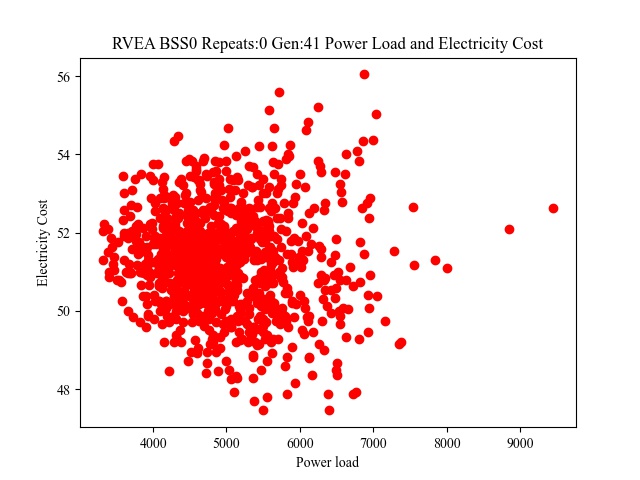 RVEA BSS0 Repeats:0 Gen:41 Power Load and Electricity Cost
56
54
52
50
48
Electricity Cost
4000 5000 6000 7000 8000 9000
Power load